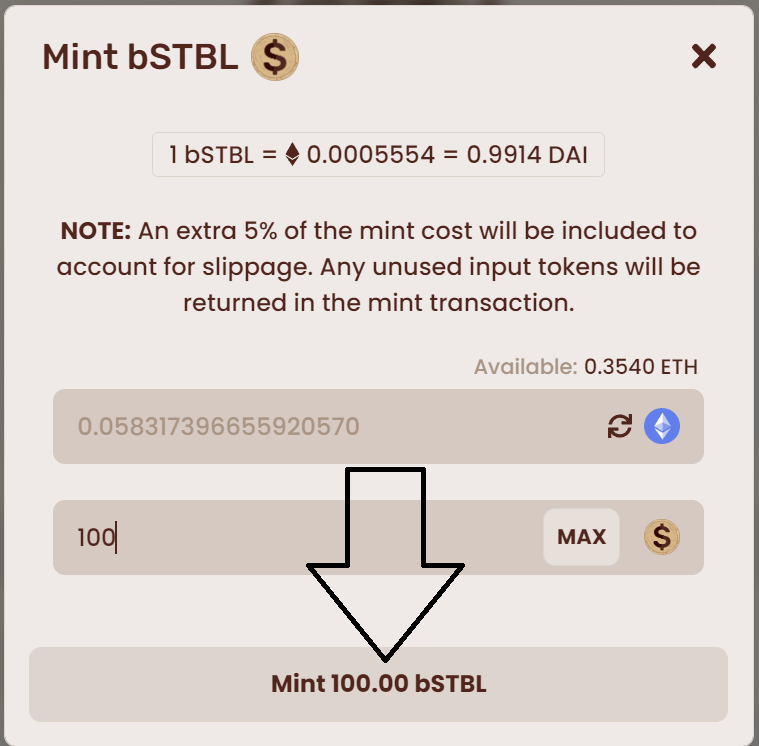 Mint bSTBL $
1 bSTBL = 0.0005554 = 0.9914 DAI
NOTE: An extra 5% of the mint cost will be included to
account for slippage. Any unused input tokens will be
returned in the mint transaction.
Available: 0.3540 ETH
0.058317396655920570
100 MAX $
Mint 100.00 bSTBL